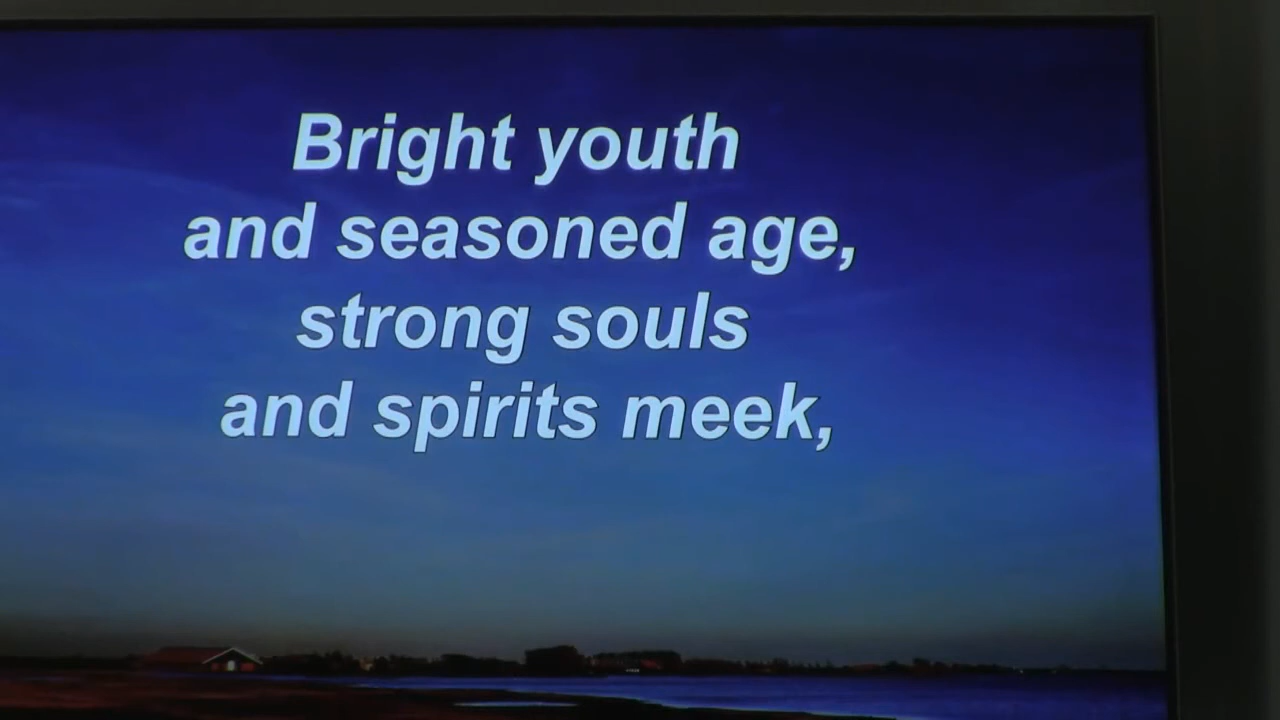 Bright youth
and seasoned age,
strong souls
and spirits meek,